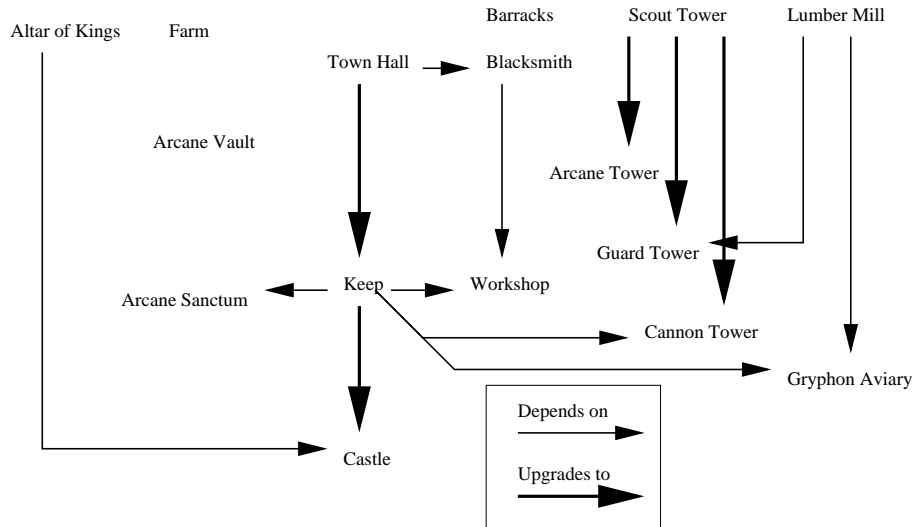 Altar of Kings
Farm
Barracks
Scout Tower
Lumber Mill
Town Hall
Blacksmith
Arcane Vault
Arcane Tower
Guard Tower
Arcane Sanctum
Keep
Workshop
Cannon Tower
Gryphon Aviary
Castle
Depends on
Upgrades to